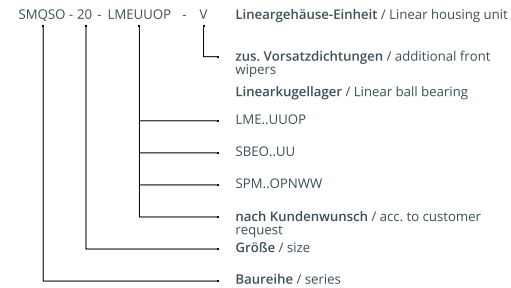 SMQSO - 20 - LMEUUOP - V Lineargehäuse-Einheit / Linear housing unit
zus. Vorsatzdichtungen / additional front
wipers
Linearkugellager / Linear ball bearing
LME..UUOP
SBEO..UU
SPM..OPNWW
nach Kundenwunsch / acc. to customer
request
Größe / size
Baureihe / series